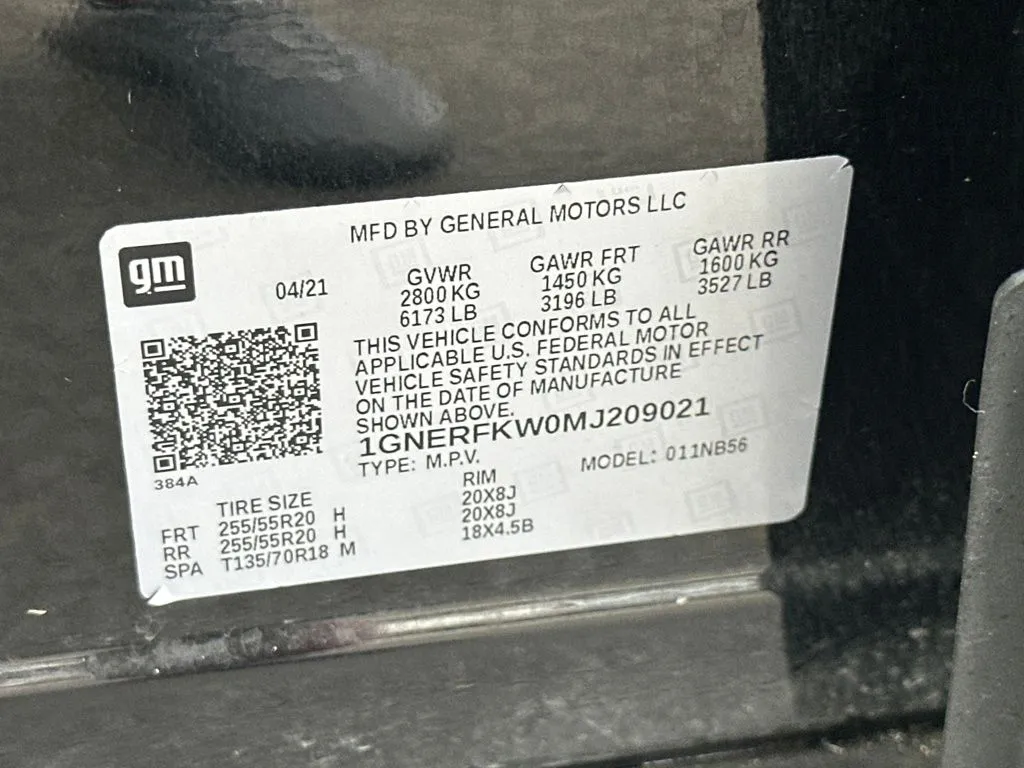 MFD BY GENERAL MOTORS LLC
gm
04/21
GVWR
2800 KG
6173 LB
GAWR FRT
1450 KG
3196 LB
GAWR RR
1600 KG
3527 LB
THIS VEHICLE CONFORMS TO ALL
APPLICABLE U.S. FEDERAL MOTOR
VEHICLE SAFETY STANDARDS IN EFFECT
ON THE DATE OF MANUFACTURE
SHOWN ABOVE.
1GNERFKW0MJ209021
TYPE: M.P.V. MODEL: 011NB56
384A
TIRE SIZE RIM
FRT 255/55R20 H 20X8J
RR 255/55R20 H 20X8J
SPA T135/70R18 M 18X4.5B